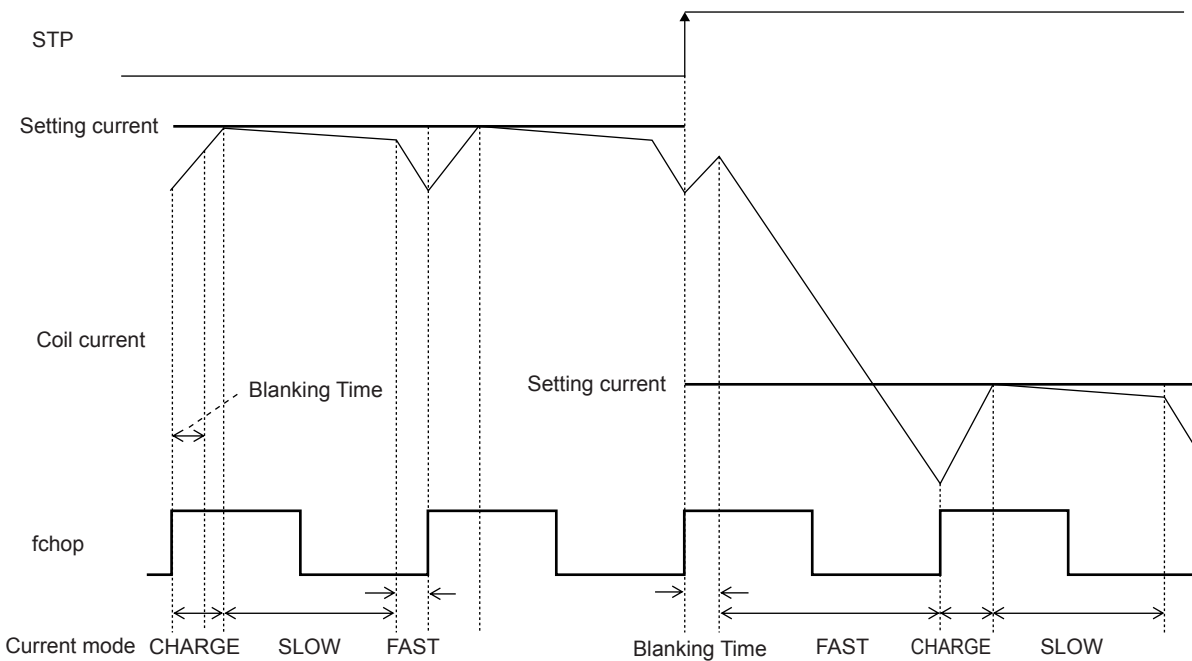 STP
Setting current
Coil current
Setting current
Blanking Time
fchop
Current mode CHARGE SLOW FAST Blanking Time FAST CHARGE SLOW